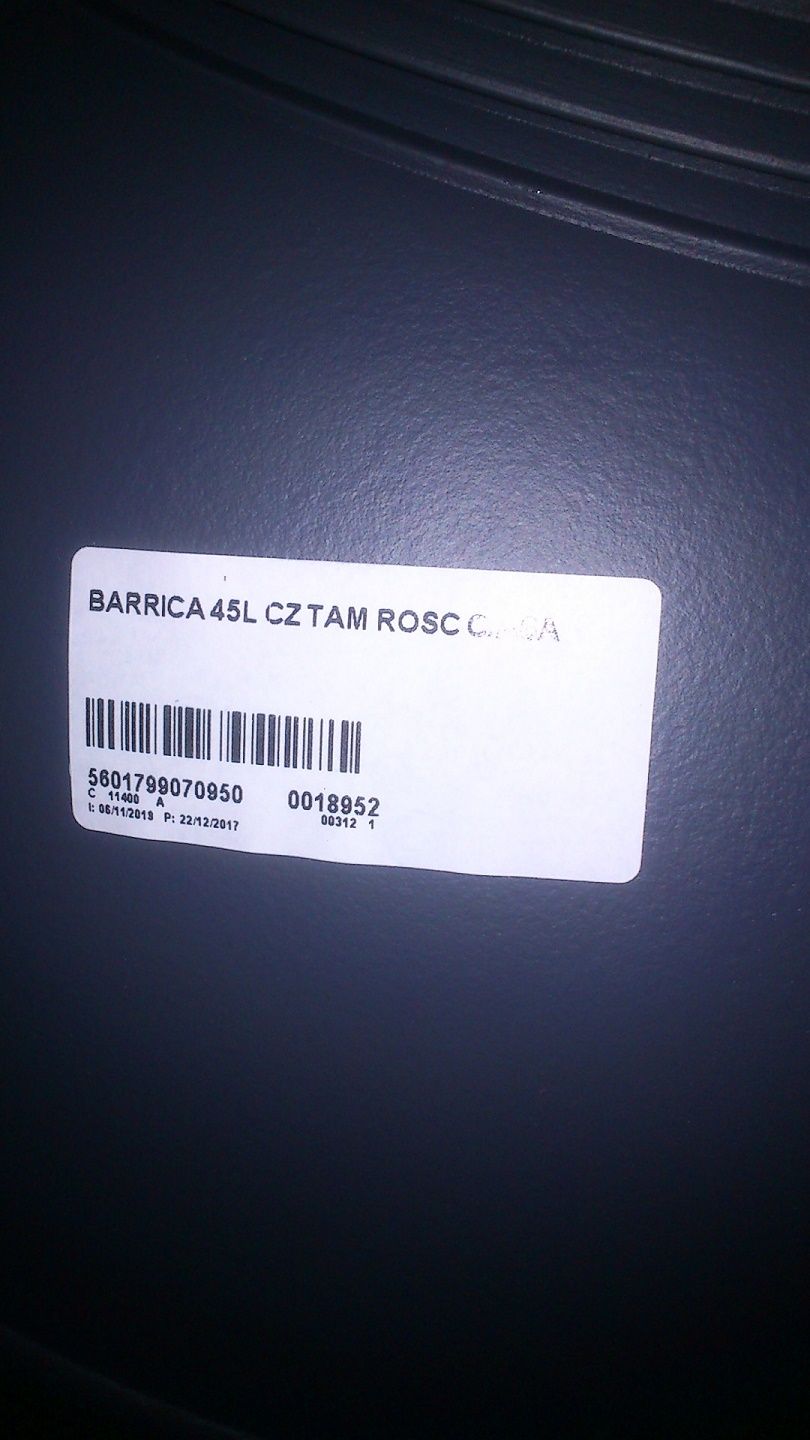 BARRICA 45L CZ TAM ROSC
5601799070950 0018952
C 11400 A 00312 1
I: 06/11/2019 P: 22/12/2017